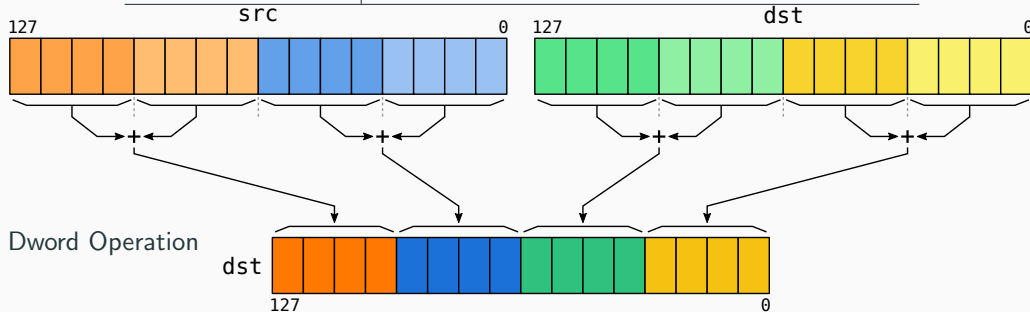 src dst
127 0 127 0
+ + + +
Dword Operation
dst
127 0